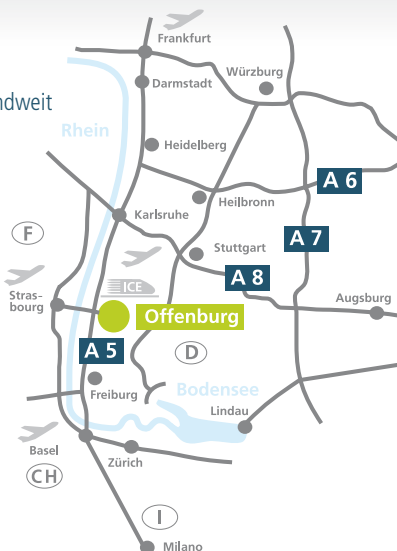 Frankfurt
Würzburg
Darmstadt
ndweit
Rhein
Heidelberg
A 6
Heilbronn
Karlsruhe
F
A 7
Stuttgart
A 8
ICE
Stras-
bourg
Augsburg
Offenburg
A 5
D
Bodensee
Freiburg
Lindau
Basel
Zürich
CH
I
Milano